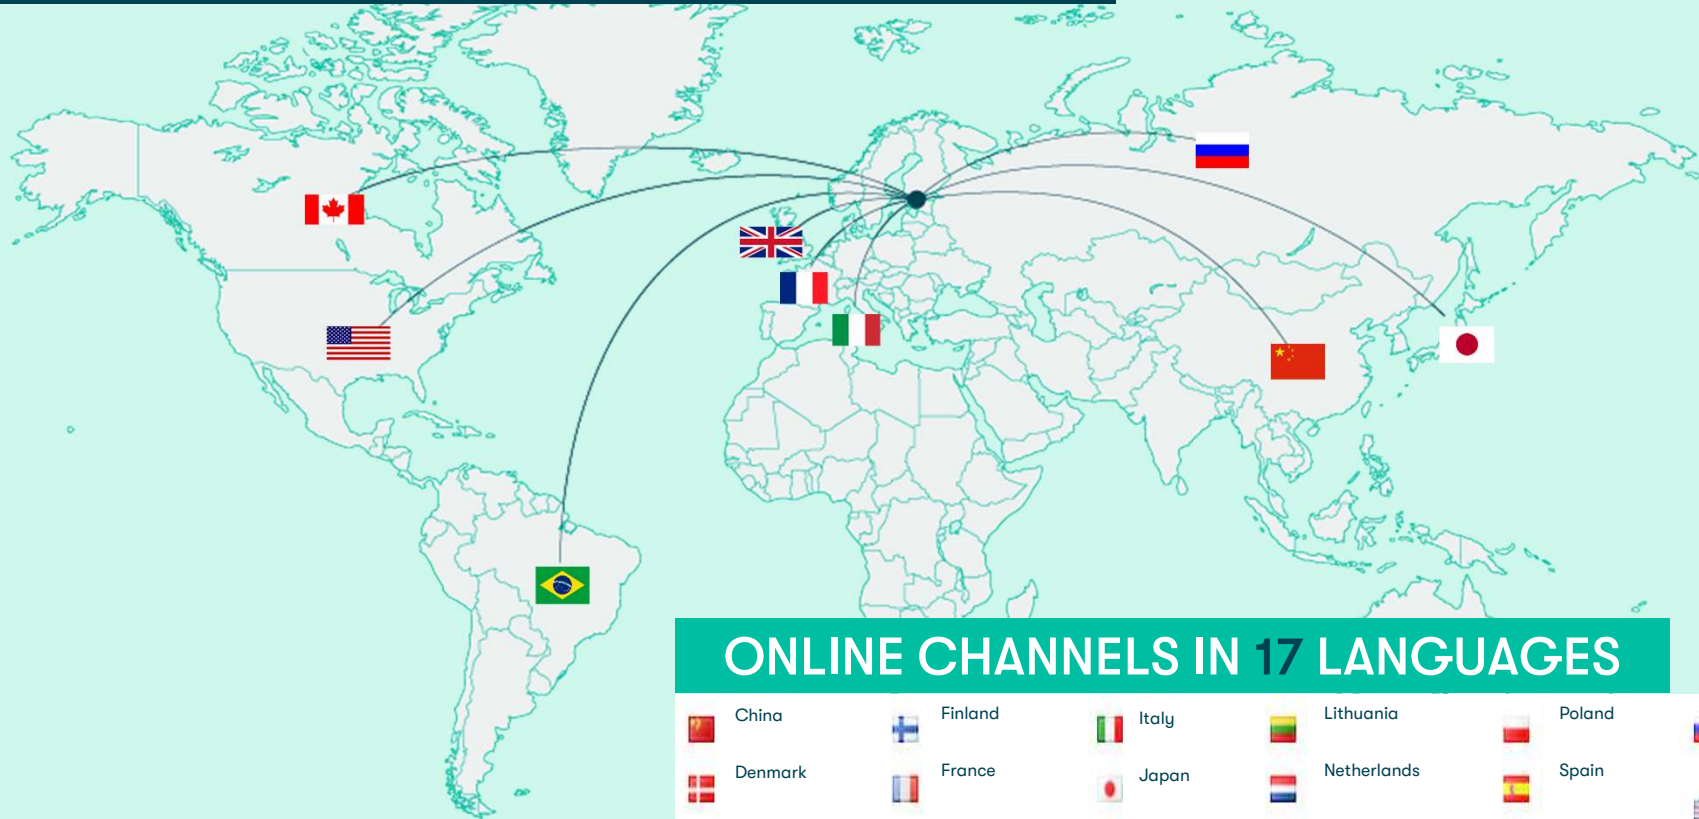 ONLINE CHANNELS IN 17 LANGUAGES
China
Finland
Italy
Lithuania
Poland
Denmark
France
Japan
Netherlands
Spain